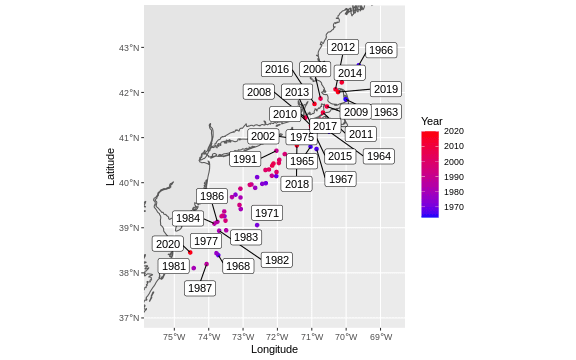 43°N
42°N
41°N
40°N
39°N
38°N
37°N
Latitude
2012
1966
2016
2006
2014
2008
2013
2019
2010
2009
1963
2017
2011
2002
1975
1991
1965
2015
1964
2018
1967
1986
1984
1971
1977
1983
2020
1981
1968
1982
1987
75°W
74°W
73°W
72°W
71°W
70°W
69°W
Longitude
Year
2020
2010
2000
1990
1980
1970